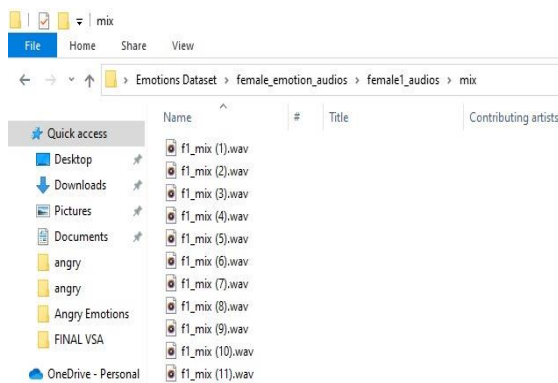 mix
File Home Share View
Emotions Dataset > female_emotion_audios > female1_audios > mix
Name # Title Contributing artists
Quick access
Desktop
Downloads
Pictures
Documents
angry
angry
Angry Emotions
FINAL VSA
OneDrive - Personal
f1_mix (1).wav
f1_mix (2).wav
f1_mix (3).wav
f1_mix (4).wav
f1_mix (5).wav
f1_mix (6).wav
f1_mix (7).wav
f1_mix (8).wav
f1_mix (9).wav
f1_mix (10).wav
f1_mix (11).wav